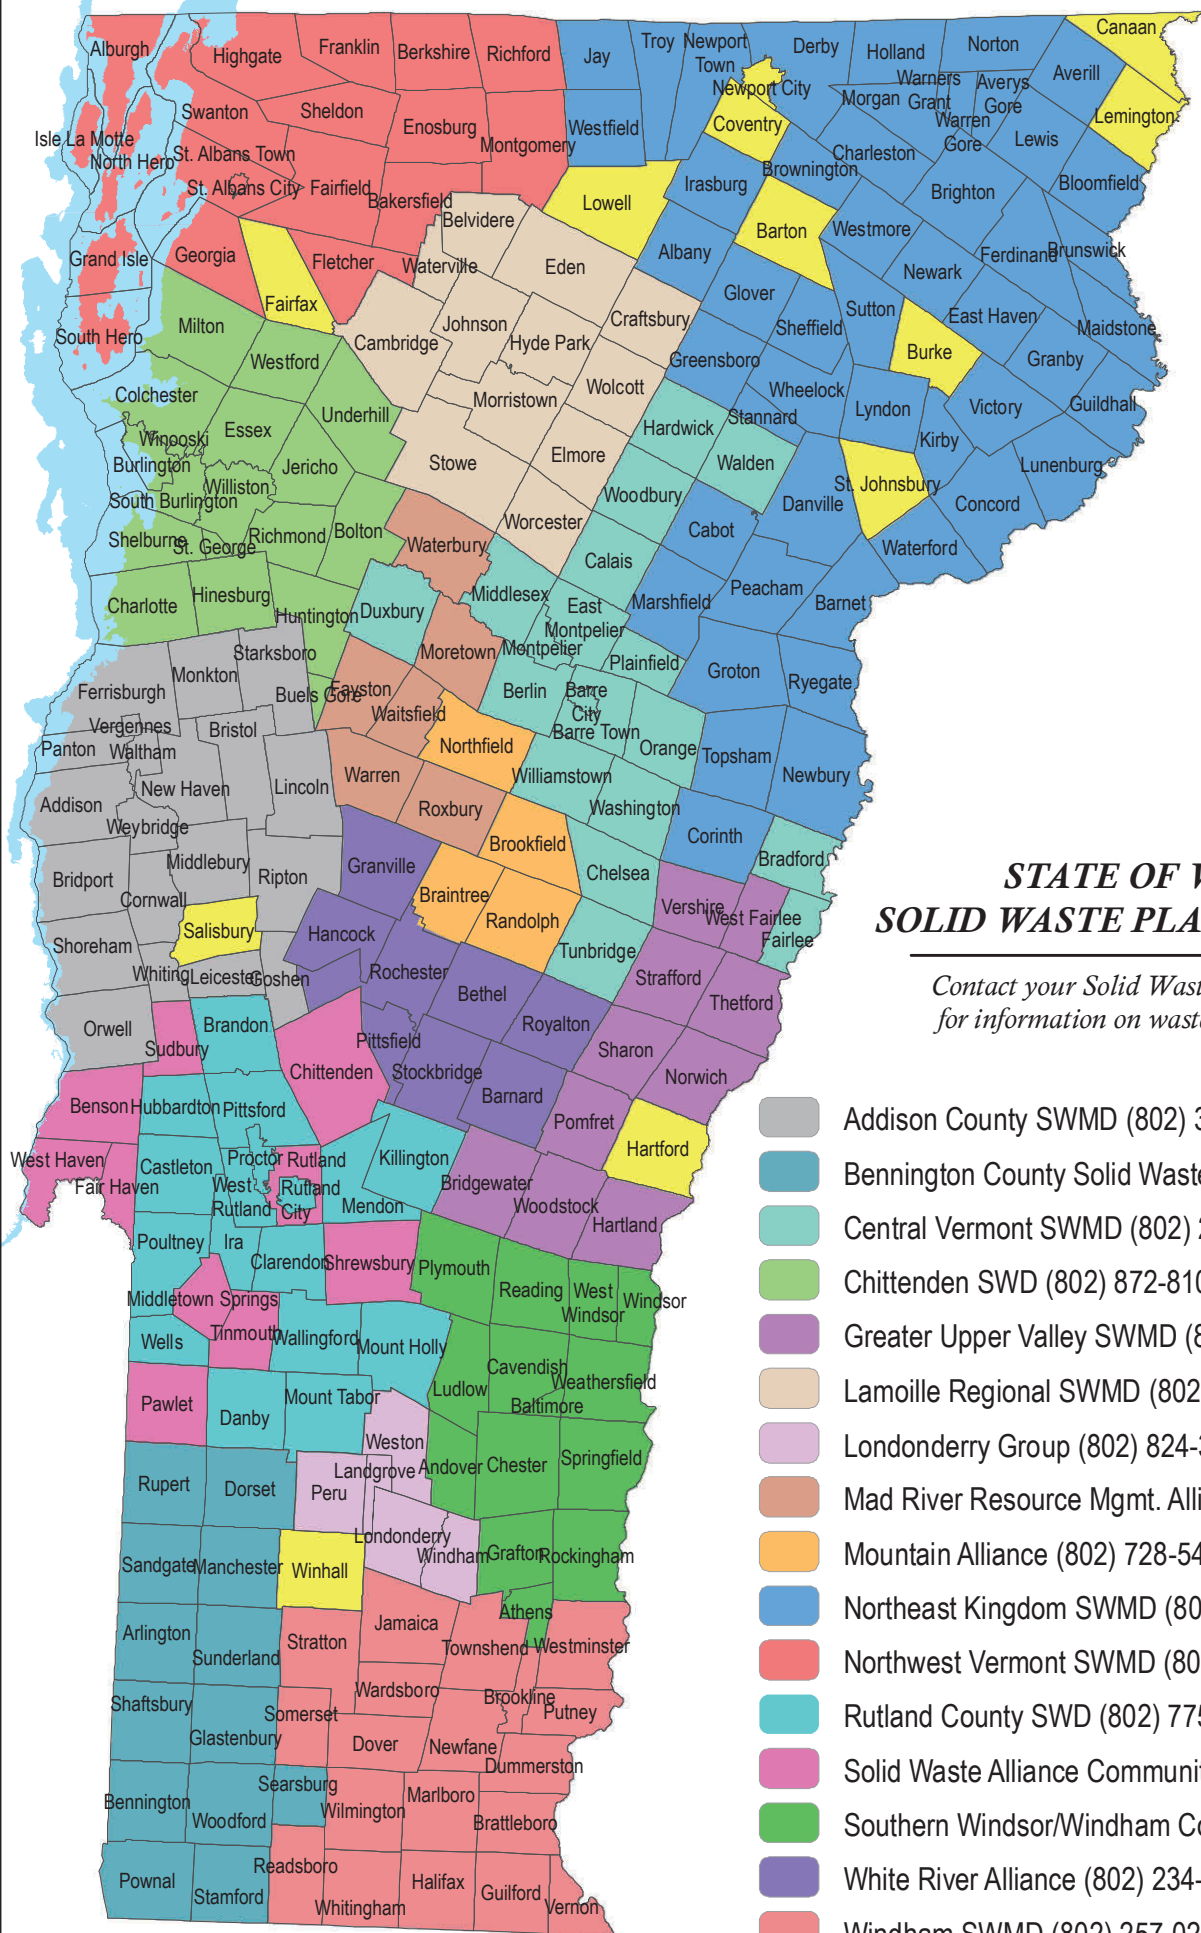 Alburgh
Highgate
Franklin
Berkshire
Richford
Jay
Troy
Newport
Town
Derby
Holland
Norton
Canaan
Newport City
Morgan
Warners
Grant
Averys
Gore
Averill
Lemington
Isle La Motte
North Hero
Swanton
Sheldon
Enosburg
Montgomery
Westfield
Coventry
Warren
Gore
Lewis
St. Albans Town
St. Albans City
Fairfield
Bakersfield
Belvidere
Lowell
Irasburg
Brownington
Charleston
Brighton
Bloomfield
Grand Isle
Georgia
Fairfax
Fletcher
Waterville
Eden
Albany
Barton
Westmore
Newark
Ferdinand
Brunswick
South Hero
Milton
Westford
Cambridge
Johnson
Hyde Park
Craftsbury
Glover
Sheffield
Sutton
East Haven
Maidstone
Colchester
Underhill
Morristown
Wolcott
Greensboro
Wheelock
Burke
Granby
Winooski
Essex
Jericho
Stowe
Elmore
Hardwick
Stannard
Lyndon
Victory
Guildhall
Burlington
Williston
South Burlington
Walden
Kirby
Lunenburg
Shelburne
St. George
Richmond
Bolton
Waterbury
Worcester
Woodbury
Cabot
Danville
St. Johnsbury
Concord
Waterford
Charlotte
Hinesburg
Huntington
Duxbury
Middlesex
Calais
East
Montpelier
Marshfield
Peacham
Barnet
Montpelier
Plainfield
Starksboro
Monkton
Ferrisburgh
Buels Gore
Fayston
Moretown
Waitsfield
Berlin
Barre
City
Barre Town
Groton
Ryegate
Vergennes
Panton
Waltham
Bristol
Northfield
Williamstown
Orange
Topsham
Newbury
Addison
New Haven
Lincoln
Warren
Roxbury
Washington
Weybridge
Middlebury
Ripton
Granville
Brookfield
Chelsea
Corinth
Bradford
Bridport
Cornwall
Salisbury
Hancock
Braintree
Randolph
Vershire
West Fairlee
Fairlee
Shoreham
Whiting
Leicester
Goshen
Rochester
Bethel
Tunbridge
Strafford
Thetford
Orwell
Sudbury
Brandon
Chittenden
Pittsfield
Stockbridge
Royalton
Barnard
Sharon
Norwich
Benson
Hubbardton
Pittsford
Pomfret
Hartford
West Haven
Fair Haven
Castleton
Proctor
West
Rutland
Rutland
Rutland
City
Killington
Mendon
Bridgewater
Woodstock
Hartland
Poultney
Ira
Clarendon
Shrewsbury
Plymouth
Reading
West
Windsor
Windsor
Middletown Springs
Wells
Tinmouth
Wallingford
Mount Holly
Ludlow
Cavendish
Weathersfield
Baltimore
Pawlet
Danby
Mount Tabor
Weston
Landgrove
Andover
Chester
Springfield
Rupert
Dorset
Peru
Londonderry
Windham
Grafton
Rockingham
Sandgate
Manchester
Winhall
Athens
Arlington
Sunderland
Stratton
Jamaica
Townshend
Westminster
Shaftsbury
Glastenbury
Somerset
Wardsboro
Brookline
Putney
Dover
Newfane
Dummerston
Bennington
Woodford
Searsburg
Wilmington
Marlboro
Brattleboro
Pownal
Stamford
Readsboro
Whitingham
Halifax
Guilford
Vernon
STATE OF V
SOLID WASTE PLA
Contact your Solid Wast
for information on wast
Addison County SWMD (802) 3
Bennington County Solid Waste
Central Vermont SWMD (802) 2
Chittenden SWD (802) 872-810
Greater Upper Valley SWMD (8
Lamoille Regional SWMD (802
Londonderry Group (802) 824-3
Mad River Resource Mgmt. Alli
Mountain Alliance (802) 728-54
Northeast Kingdom SWMD (80
Northwest Vermont SWMD (80
Rutland County SWD (802) 775
Solid Waste Alliance Communit
Southern Windsor/Windham Co
White River Alliance (802) 234-
Windham SWMD (802) 257-02